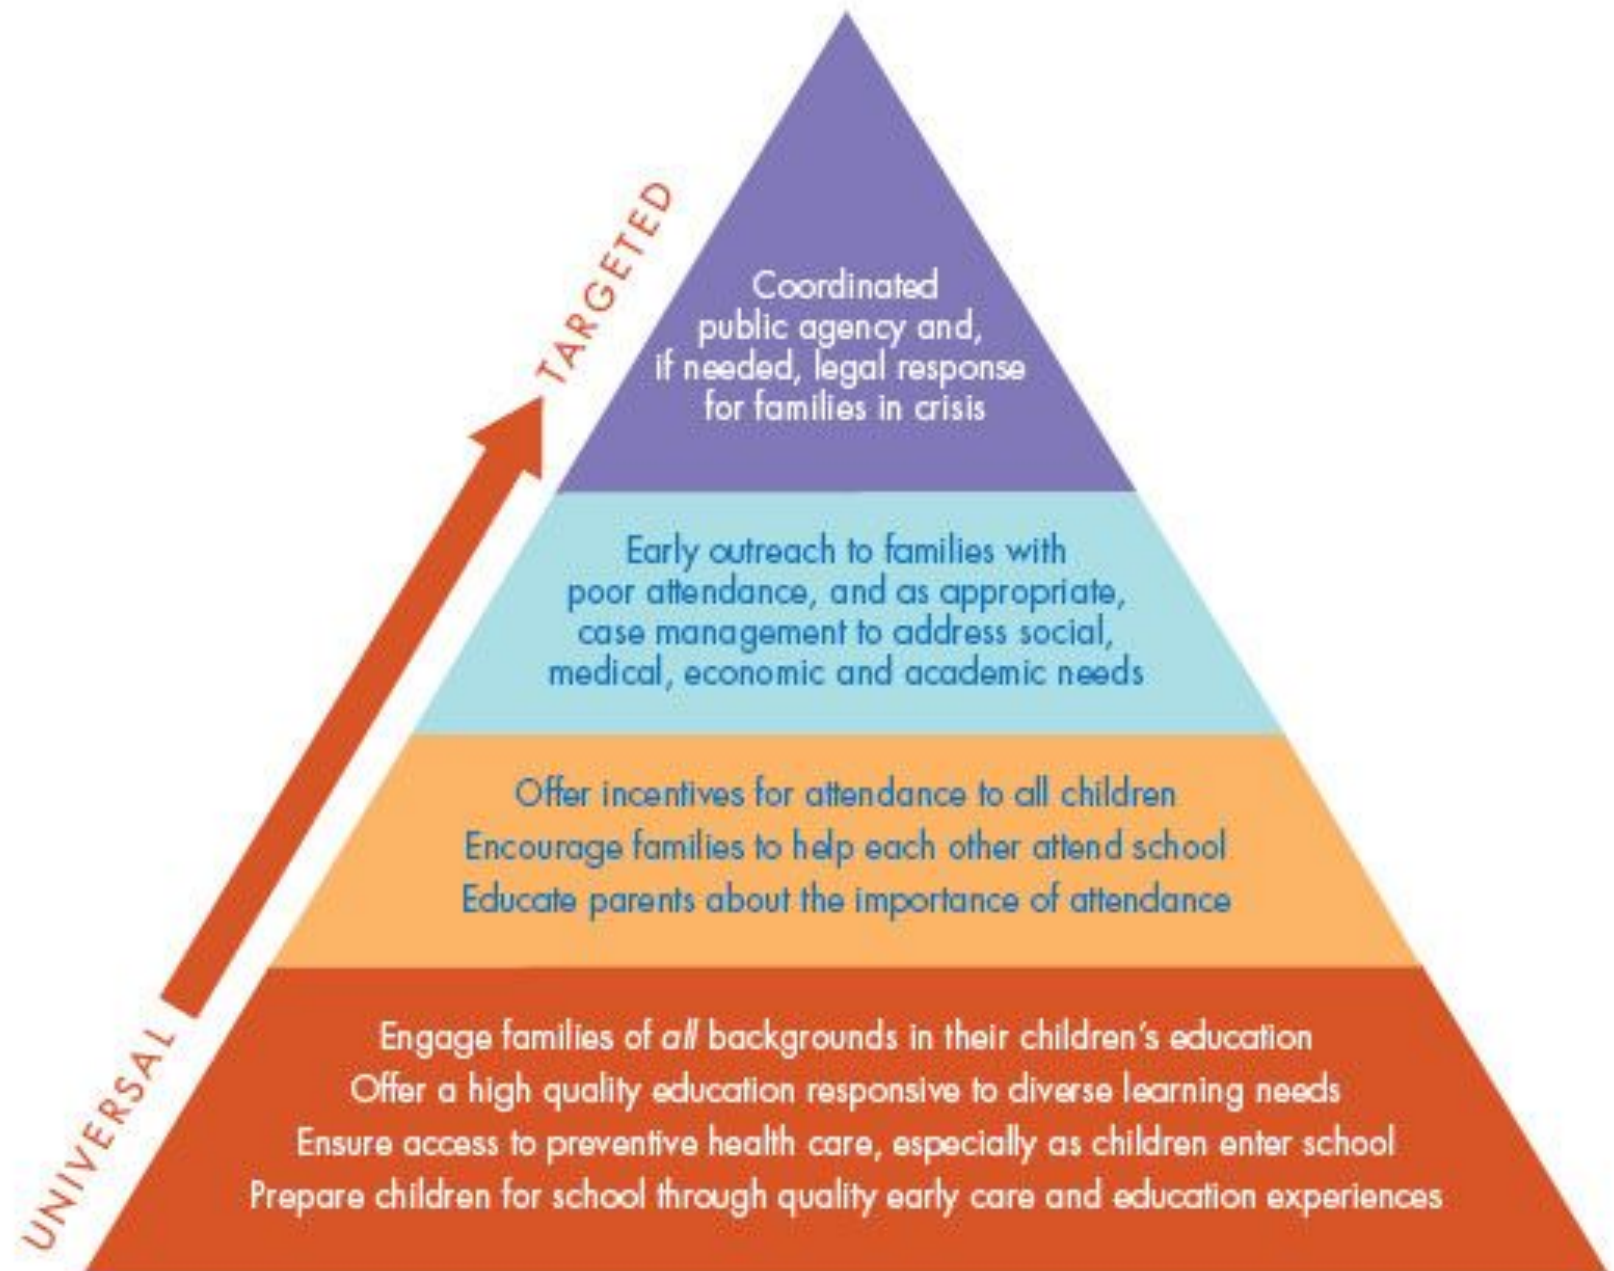 TARGETED
Coordinated
public agency and,
if needed, legal response
for families in crisis
Early outreach to families with
poor attendance, and as appropriate,
case management to address social,
medical, economic and academic needs
Offer incentives for attendance to all children
Encourage families to help each other attend school
Educate parents about the importance of attendance
Engage families of all backgrounds in their children's education
Offer a high quality education responsive to diverse learning needs
Ensure access to preventive health care, especially as children enter school
Prepare children for school through quality early care and education experiences
UNIVERSAL